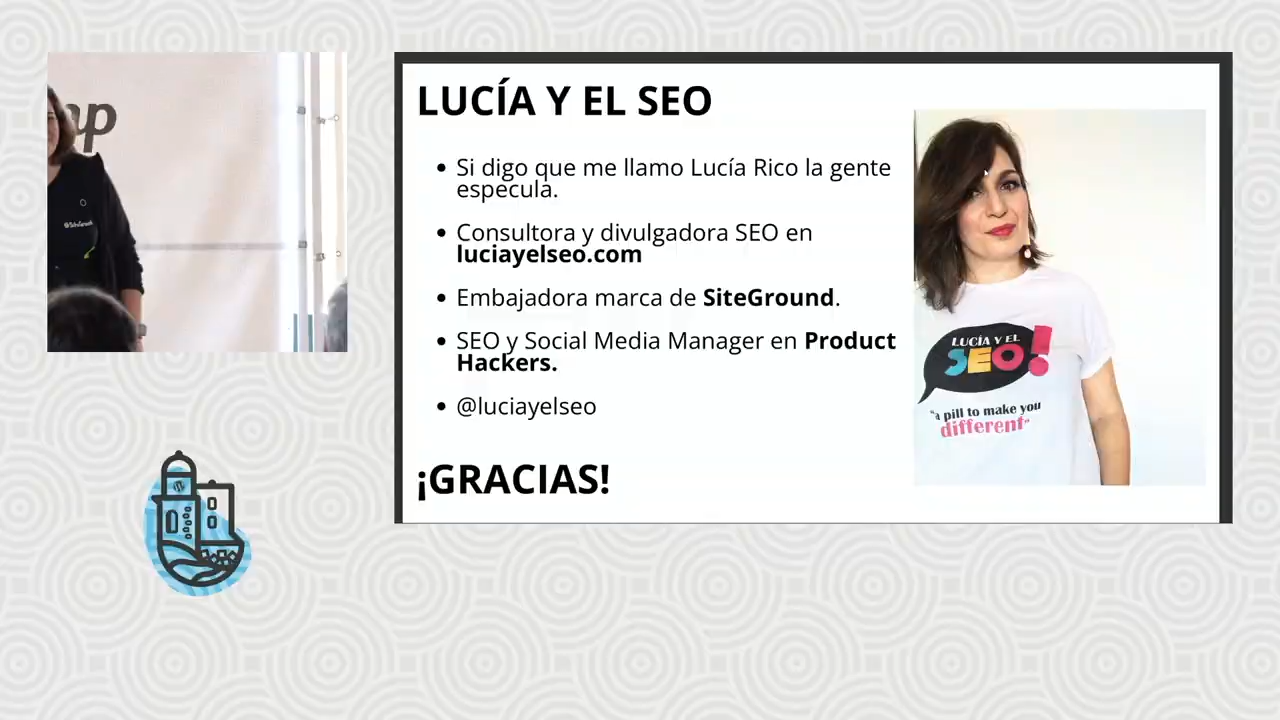 mp
LUCÍA Y EL SEO
• Si digo que me llamo Lucía Rico la gente
especula.
• Consultora y divulgadora SEO en
luciayelseo.com
• Embajadora marca de SiteGround.
• SEO y Social Media Manager en Product
Hackers.
• @luciayelseo
¡GRACIAS!
LUCÍA Y EL
SEO!
"a pill to make you
different"